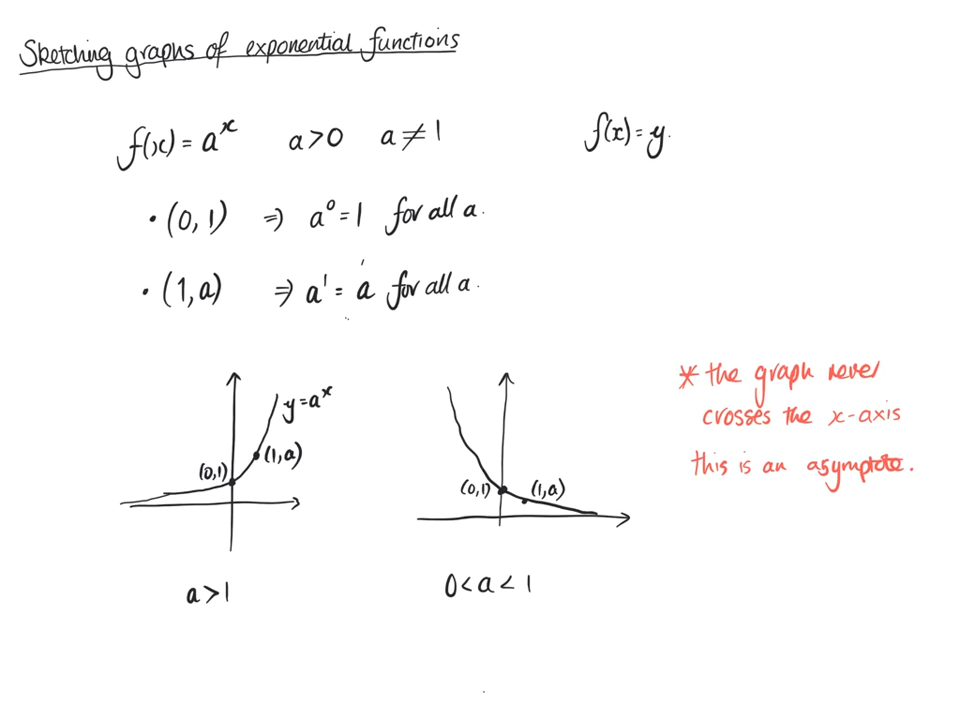 Sketching graphs of exponential functions
f(x) = a^x a>0 a≠1 f(x) = y.
• (0, 1) ⇒ a^0 = 1 for all a.
• (1, a) ⇒ a^1 = a for all a.
* the graph never
crosses the x-axis
this is an asymptote.
y=a^x
(1,a)
(0,1)
a>1
(0,1)
(1,a)
0<a<1